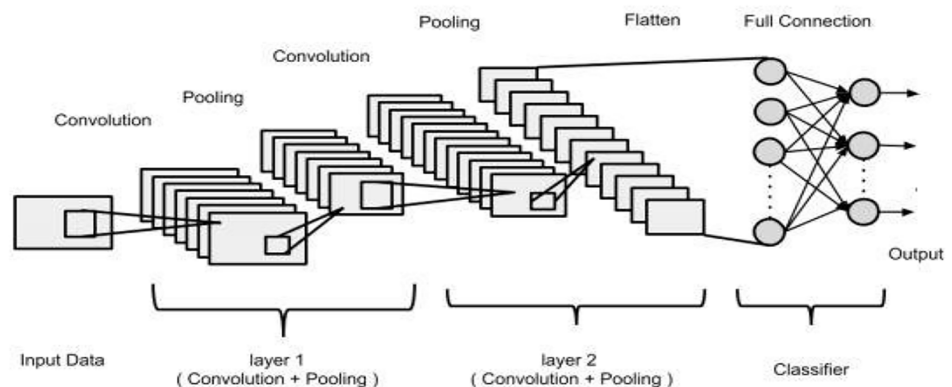 Pooling
Flatten
Full Connection
Convolution
Pooling
Convolution
Output
Input Data
layer 1
( Convolution + Pooling )
layer 2
( Convolution + Pooling )
Classifier